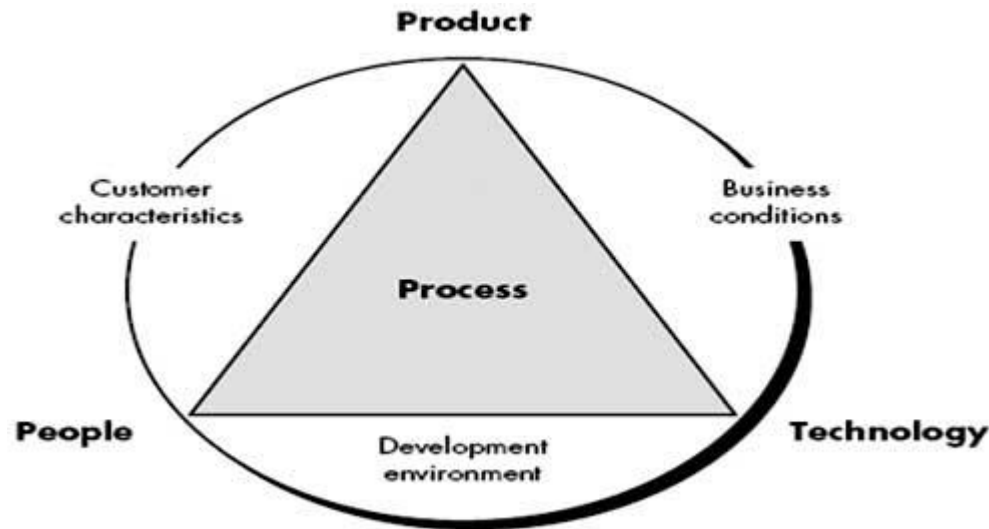 Product
Customer
characteristics
Business
conditions
Process
People
Technology
Development
environment